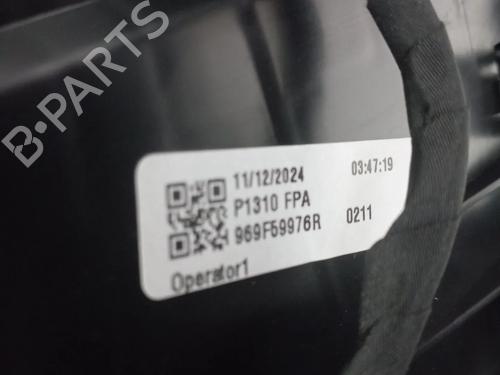 B-PARTS
11/12/2024 03:47:19
P1310 FPA
969F59976R 0211
Operator1